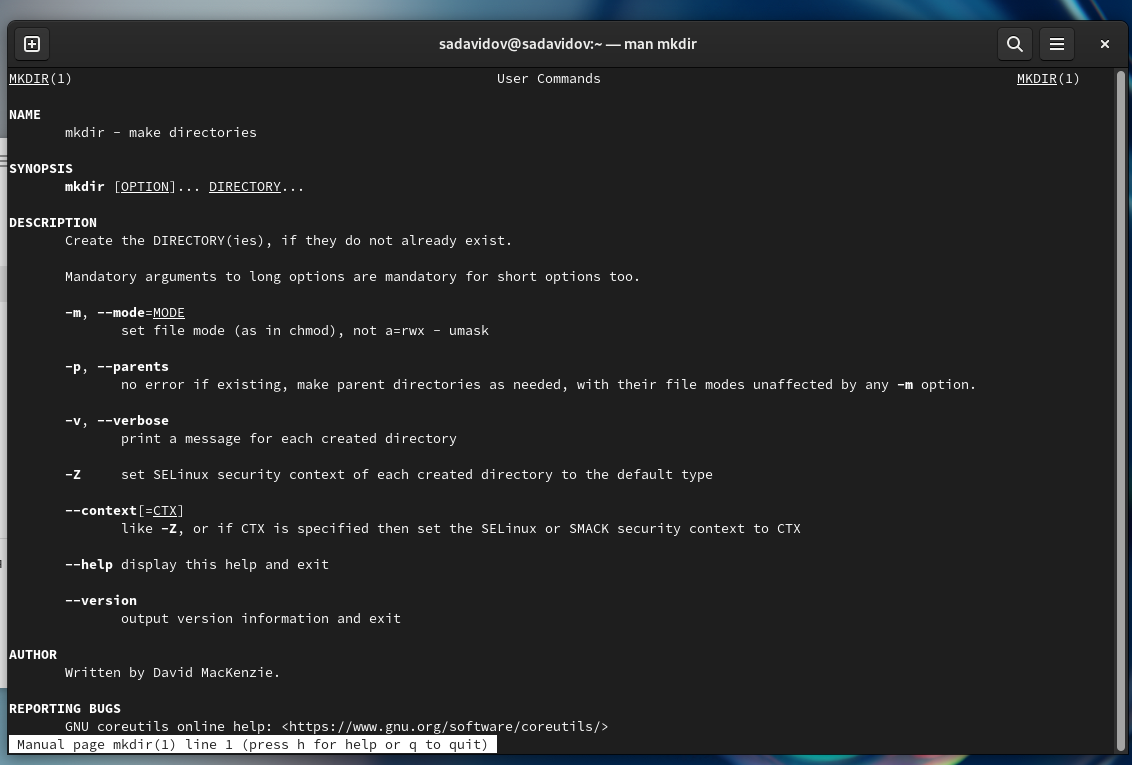 sadavidov@sadavidov:~ — man mkdir
MKDIR(1) User Commands MKDIR(1)
NAME
mkdir - make directories
SYNOPSIS
mkdir [OPTION]... DIRECTORY...
DESCRIPTION
Create the DIRECTORY(ies), if they do not already exist.
Mandatory arguments to long options are mandatory for short options too.
-m, --mode=MODE
set file mode (as in chmod), not a=rwx - umask
-p, --parents
no error if existing, make parent directories as needed, with their file modes unaffected by any -m option.
-v, --verbose
print a message for each created directory
-Z set SELinux security context of each created directory to the default type
--context[=CTX]
like -Z, or if CTX is specified then set the SELinux or SMACK security context to CTX
--help display this help and exit
--version
output version information and exit
AUTHOR
Written by David MacKenzie.
REPORTING BUGS
GNU coreutils online help: <https://www.gnu.org/software/coreutils/>
Manual page mkdir(1) line 1 (press h for help or q to quit)